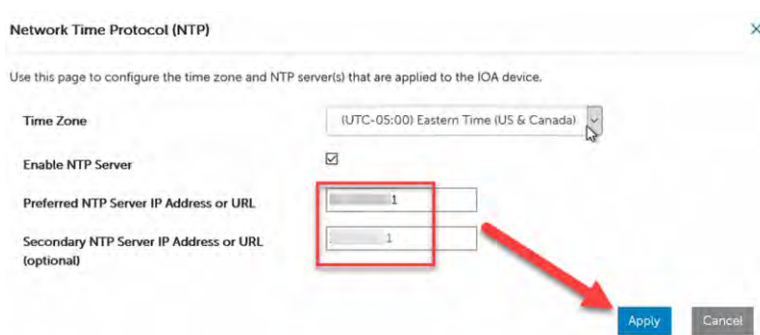 Network Time Protocol (NTP)
Use this page to configure the time zone and NTP server(s) that are applied to the IOA device.
Time Zone
(UTC-05:00) Eastern Time (US & Canada)
Enable NTP Server
Preferred NTP Server IP Address or URL
1
Secondary NTP Server IP Address or URL
(optional)
1
Apply
Cancel